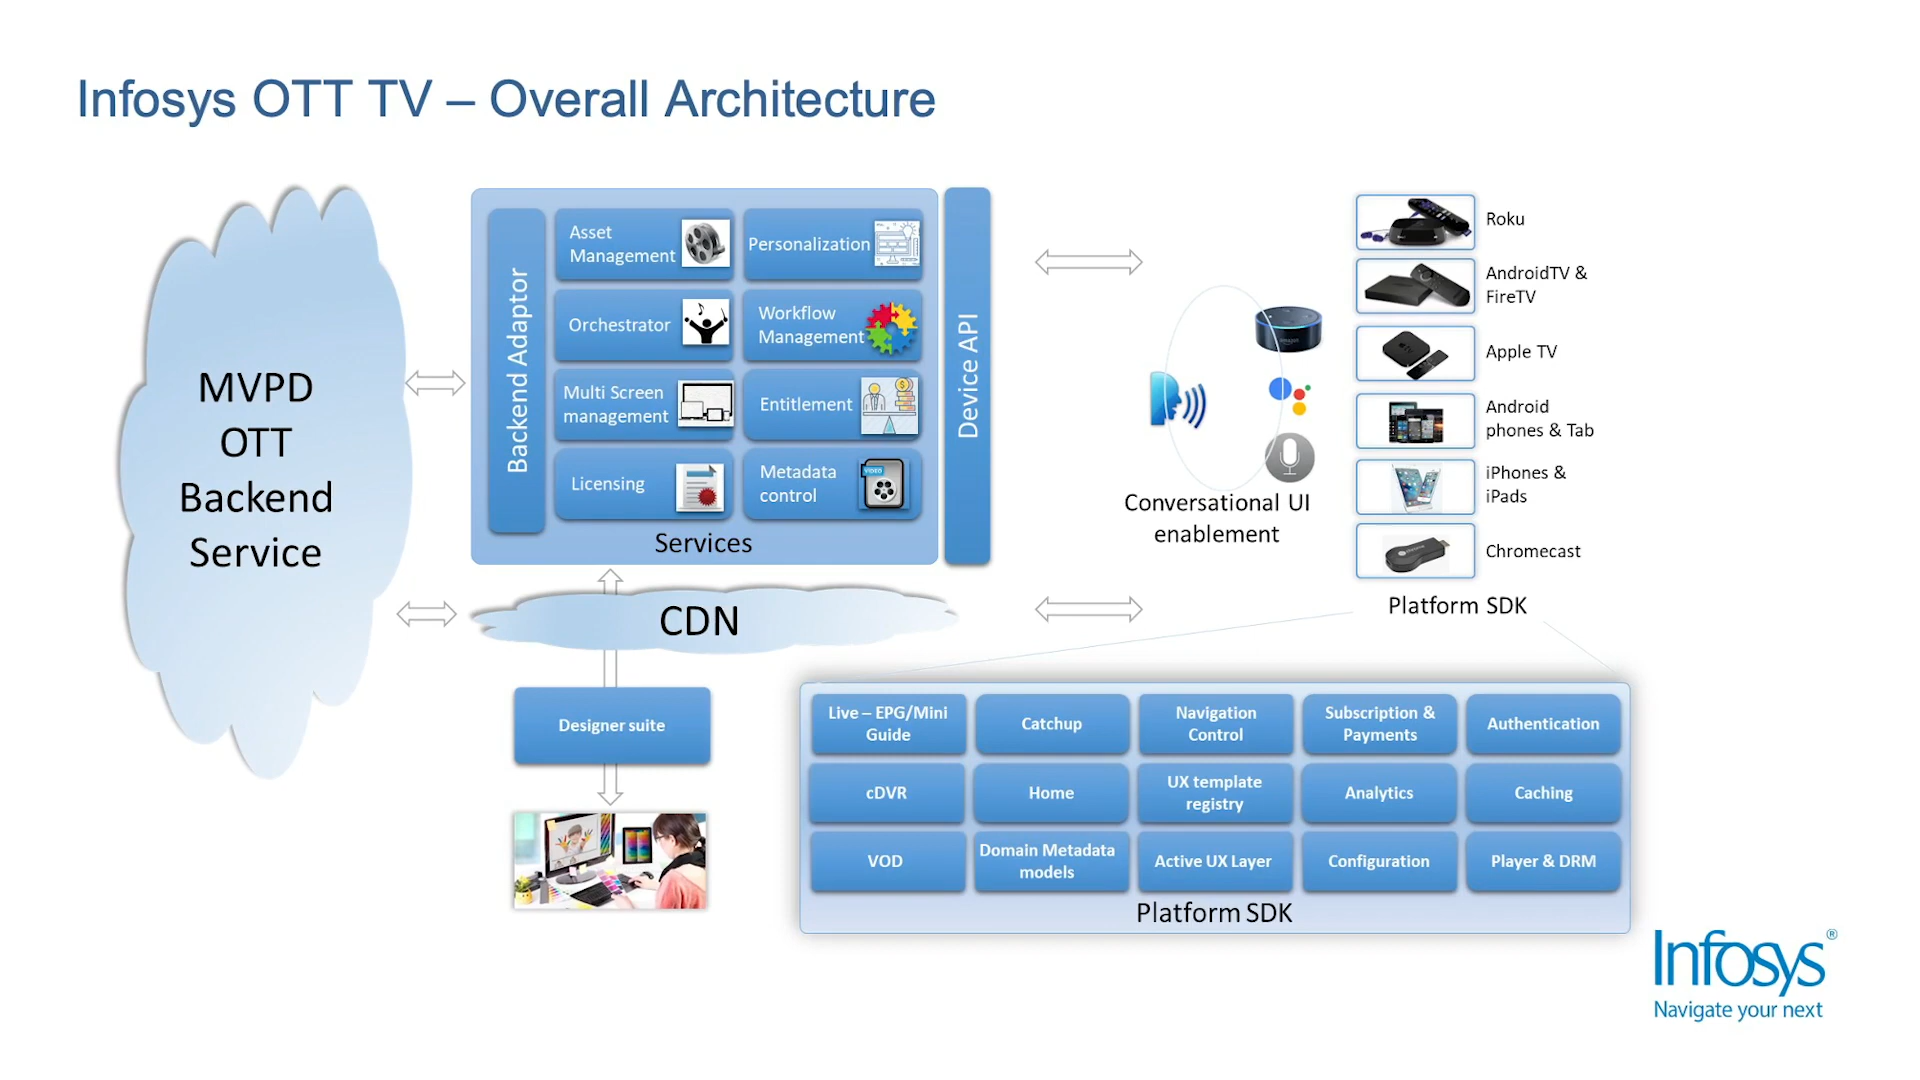 Infosys OTT TV – Overall Architecture
MVPD
OTT
Backend
Service
Backend Adaptor
Asset
Management
Personalization
Orchestrator
Workflow
Management
Multi Screen
management
Entitlement
Licensing
VIDEO
Metadata
control
Services
Device API
CDN
Designer suite
amazon
Conversational UI
enablement
Roku
AndroidTV &
FireTV
Apple TV
Android
phones & Tab
iPhones &
iPads
Chromecast
Platform SDK
Live – EPG/Mini
Guide
Catchup
Navigation
Control
Subscription &
Payments
Authentication
cDVR
Home
UX template
registry
Analytics
Caching
VOD
Domain Metadata
models
Active UX Layer
Configuration
Player & DRM
Platform SDK
Infosys®
Navigate your next